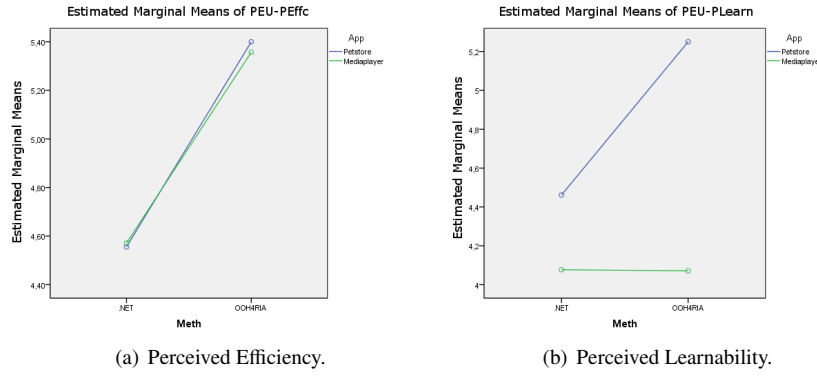 Estimated Marginal Means of PEU-PEffc
App
Petstore
Mediaplayer
Estimated Marginal Means
5,40
5,20
5,00
4,80
4,60
4,40
.NET
OOH4RIA
Meth
(a) Perceived Efficiency.
Estimated Marginal Means of PEU-PLearn
App
Petstore
Mediaplayer
Estimated Marginal Means
5,2
5
4,8
4,6
4,4
4,2
4
.NET
OOH4RIA
Meth
(b) Perceived Learnability.